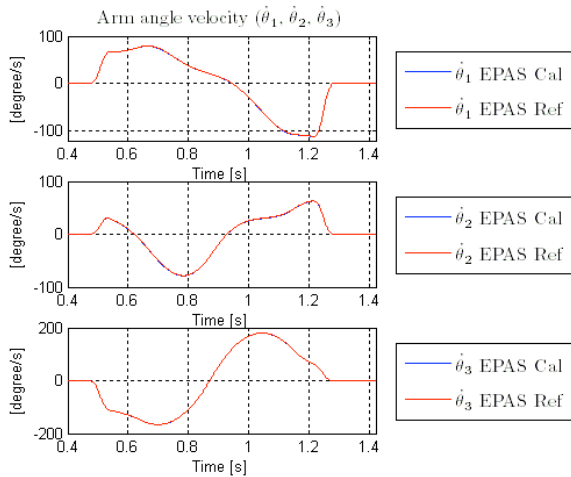 Arm angle velocity (θ̇₁, θ̇₂, θ̇₃)
100
0
-100
[degree/s]
0.4 0.6 0.8 1 1.2 1.4
Time [s]
θ̇₁ EPAS Cal
θ̇₁ EPAS Ref
100
0
-100
[degree/s]
0.4 0.6 0.8 1 1.2 1.4
Time [s]
θ̇₂ EPAS Cal
θ̇₂ EPAS Ref
200
0
-200
[degree/s]
0.4 0.6 0.8 1 1.2 1.4
Time [s]
θ̇₃ EPAS Cal
θ̇₃ EPAS Ref